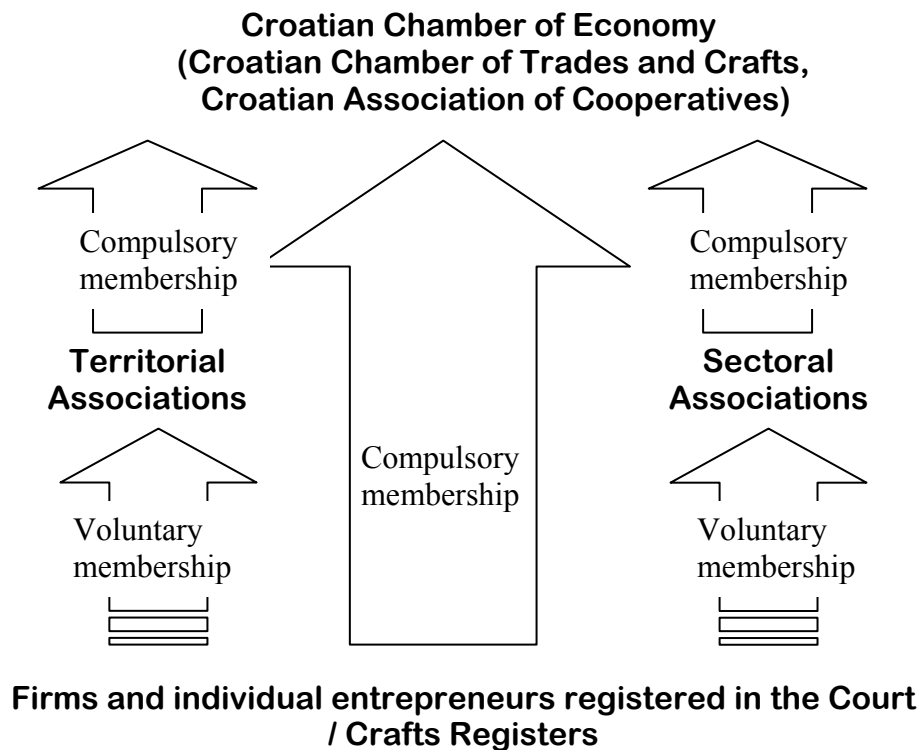 Croatian Chamber of Economy
(Croatian Chamber of Trades and Crafts,
Croatian Association of Cooperatives)
Compulsory
membership
Compulsory
membership
Territorial
Associations
Sectoral
Associations
Compulsory
membership
Voluntary
membership
Voluntary
membership
Firms and individual entrepreneurs registered in the Court
/ Crafts Registers